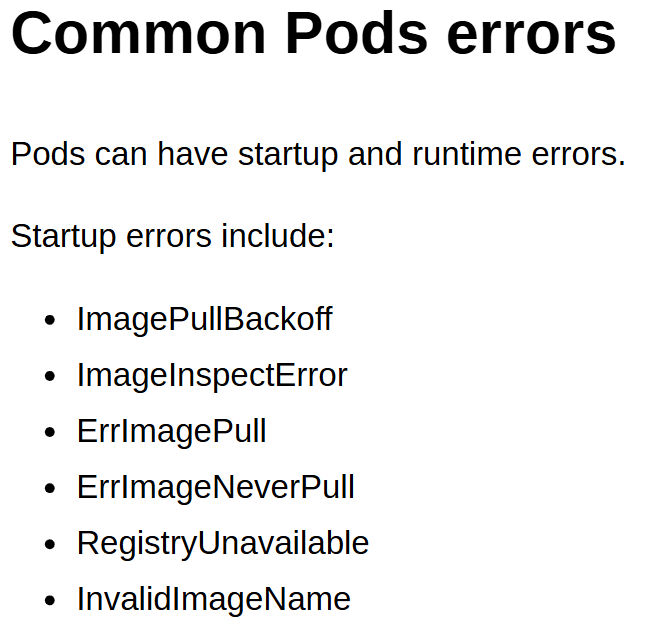 Common Pods errors
Pods can have startup and runtime errors.
Startup errors include:
• ImagePullBackoff
• ImageInspectError
• ErrImagePull
• ErrImageNeverPull
• RegistryUnavailable
• InvalidImageName